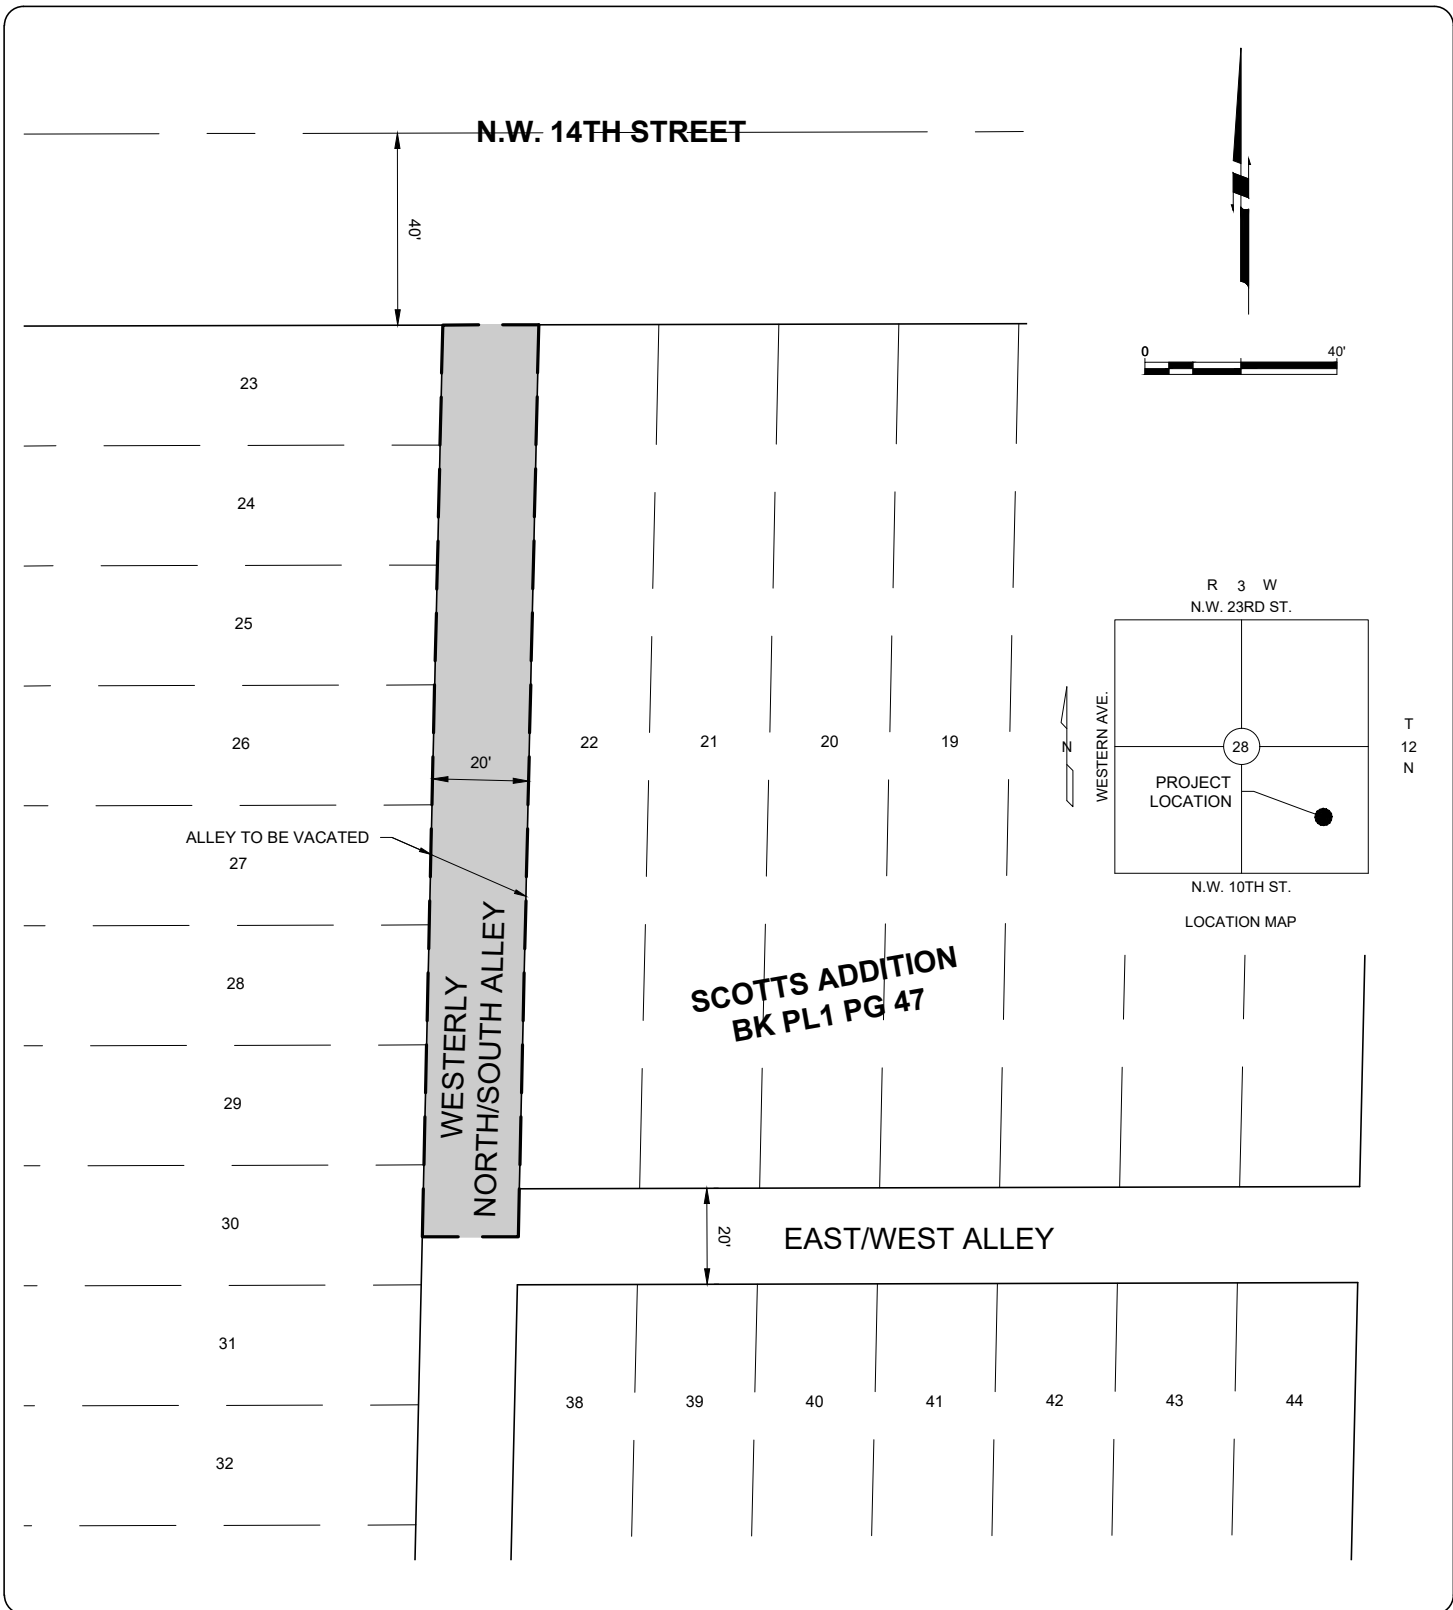 N.W. 14TH STREET
40'
0 40'
23
24
25
26
20'
22 21 20 19
ALLEY TO BE VACATED
27
28
29
30
31
32
WESTERLY
NORTH/SOUTH ALLEY
SCOTTS ADDITION
BK PL1 PG 47
R 3 W
N.W. 23RD ST.
WESTERN AVE.
N
28
PROJECT
LOCATION
T
12
N
N.W. 10TH ST.
LOCATION MAP
20'
EAST/WEST ALLEY
38 39 40 41 42 43 44